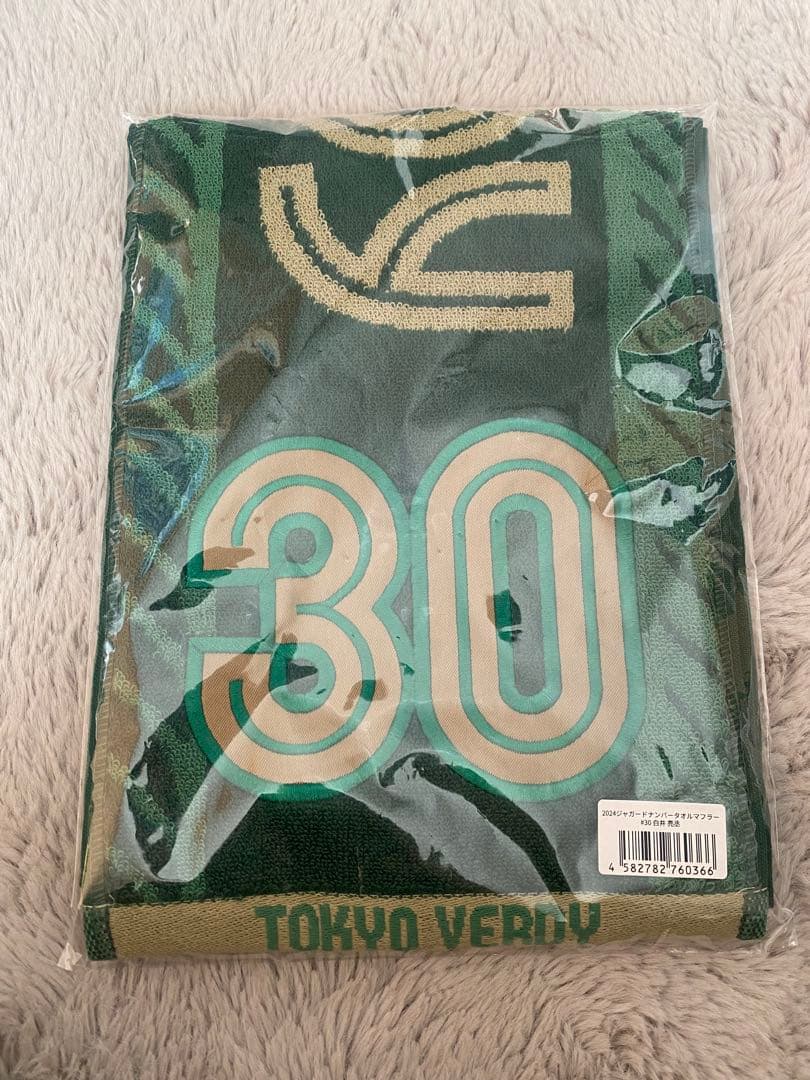 30
2024ジャガードナンバータオルマフラー
#30 白井 亮丞
4 582782 760366
TOKYO VERDY